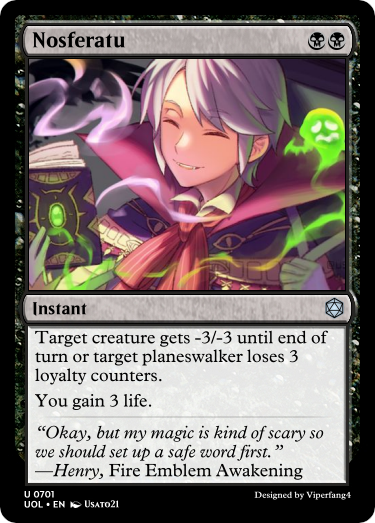 Nosferatu
Instant
Target creature gets -3/-3 until end of
turn or target planeswalker loses 3
loyalty counters.
You gain 3 life.
“Okay, but my magic is kind of scary so
we should set up a safe word first.”
—Henry, Fire Emblem Awakening
U 0701
UOL • EN Usato21
Designed by Viperfang4